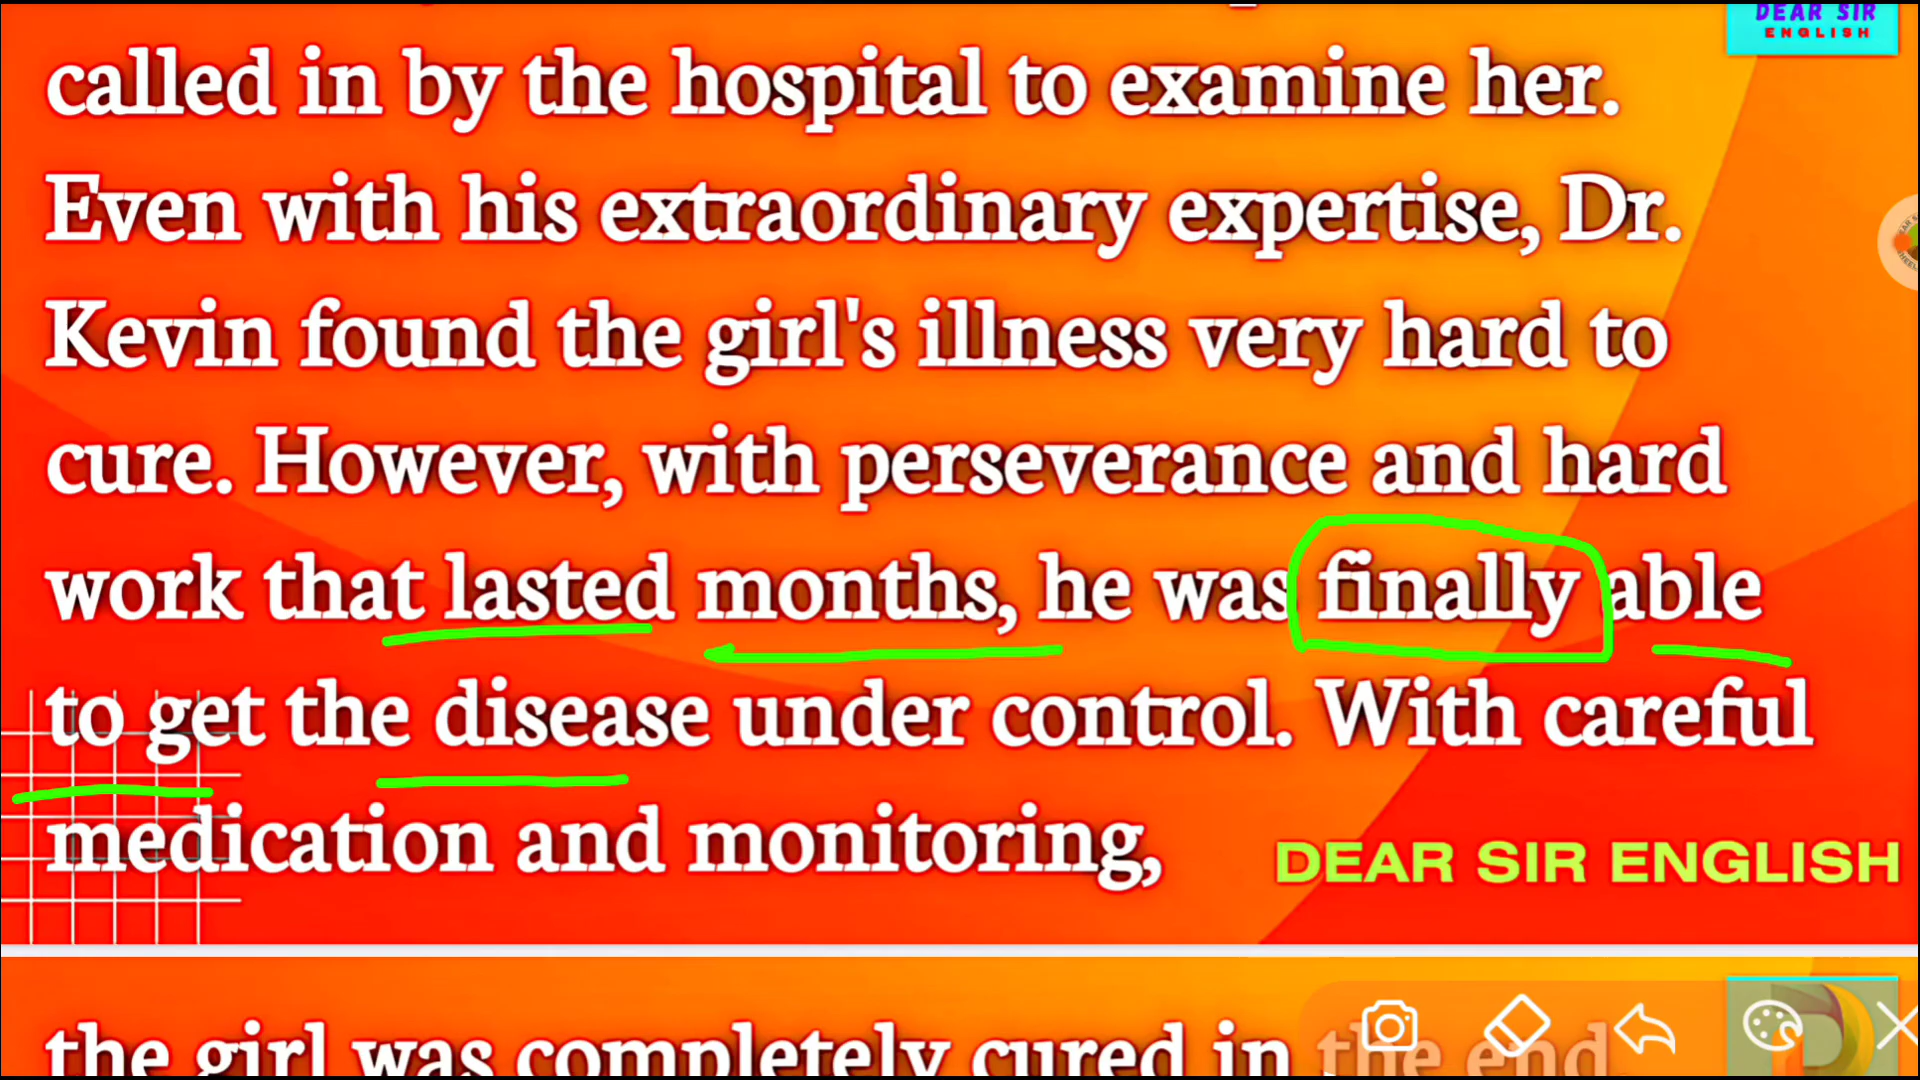 DEAR SIR
ENGLISH
called in by the hospital to examine her.
Even with his extraordinary expertise, Dr.
Kevin found the girl's illness very hard to
cure. However, with perseverance and hard
work that lasted months, he was finally able
to get the disease under control. With careful
medication and monitoring,
DEAR SIR ENGLISH
the girl was completely cured in the end